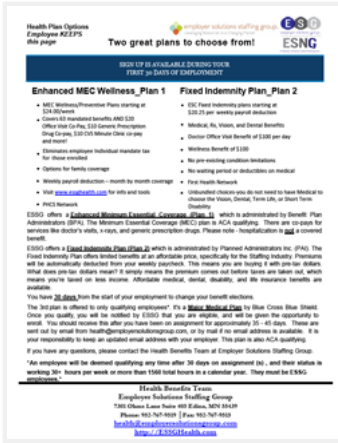 Health Plan Options
Employee KEEPS
this page
employer solutions staffing group
ESSG
ESNG
Two great plans to choose from!
SIGN UP IS AVAILABLE DURING YOUR
FIRST 30 DAYS OF EMPLOYMENT
Enhanced MEC Wellness_Plan 1
• MEC Wellness/Preventive Plans starting at
$24.00/week
• Covers 63 mandated benefits AND $20
Office Visit Co-Pay, $10 Generic Prescription
Drug Co-pay, $10 CVS Minute Clinic co-pay
and more!
• Eliminates employee individual mandate tax
for those enrolled
• Options for family coverage
• Weekly payroll deduction – month by month coverage
• Visit www.essghealth.com for info and tools
• PHCS Network
Fixed Indemnity Plan_Plan 2
• ESC Fixed Indemnity plans starting at
$20.25 per weekly payroll deduction
• Medical, Rx, Vision, and Dental Benefits
• Doctor Office Visit Benefit of $100 per day
• Wellness Benefit of $100
• No pre-existing condition limitations
• No waiting period or deductibles on medical
• First Health Network
• Unbundled choices-you do not need to have Medical to
choose the Vision, Dental, Term Life, or Short Term
Disability
ESSG offers a Enhanced Minimum Essential Coverage (Plan 1) which is administered by Benefit Plan
Administrators (BPA). The Minimum Essential Coverage (MEC) plan is ACA qualifying. There are co-pays for
services like doctor's visits, x-rays, and generic prescription drugs. Please note - hospitalization is not a covered
benefit.
ESSG offers a Fixed Indemnity Plan (Plan 2) which is administered by Planned Administrators Inc. (PAI). The
Fixed Indemnity Plan offers limited benefits at an affordable price, specifically for the Staffing Industry. Premiums
will be automatically deducted from your weekly paycheck. This means you are buying it with pre-tax dollars.
What does pre-tax dollars mean? It simply means the premium comes out before taxes are taken out, which
means you're taxed on less income. Affordable medical, dental, disability, and life insurance benefits are
available.
You have 30 days from the start of your employment to change your benefit elections.
The 3rd plan is offered to only qualifying employees*. It's a Major Medical Plan by Blue Cross Blue Shield.
Once you qualify, you will be notified by ESSG that you are eligible, and will be given the opportunity to
enroll. You should receive this after you have been on assignment for approximately 35 - 45 days. These are
sent out by email from health@employersolutionsgroup.com, or by mail if no email address is available. It is
your responsibility to keep an updated email address with your employer. This plan is also ACA qualifying.
If you have any questions, please contact the Health Benefits Team at Employer Solutions Staffing Group.
*An employee will be deemed qualifying any time after 30 days on assignment (s) , and their status is
working 30+ hours per week or more than 1560 total hours in a calendar year. They must be ESSG
employees.*
Health Benefits Team
Employer Solutions Staffing Group
7301 Ohms Lane Suite 405 Edina, MN 55439
Phone: 952-767-9519 | Fax: 952-767-9515
health@employersolutionsgroup.com
http://ESSGHealth.com